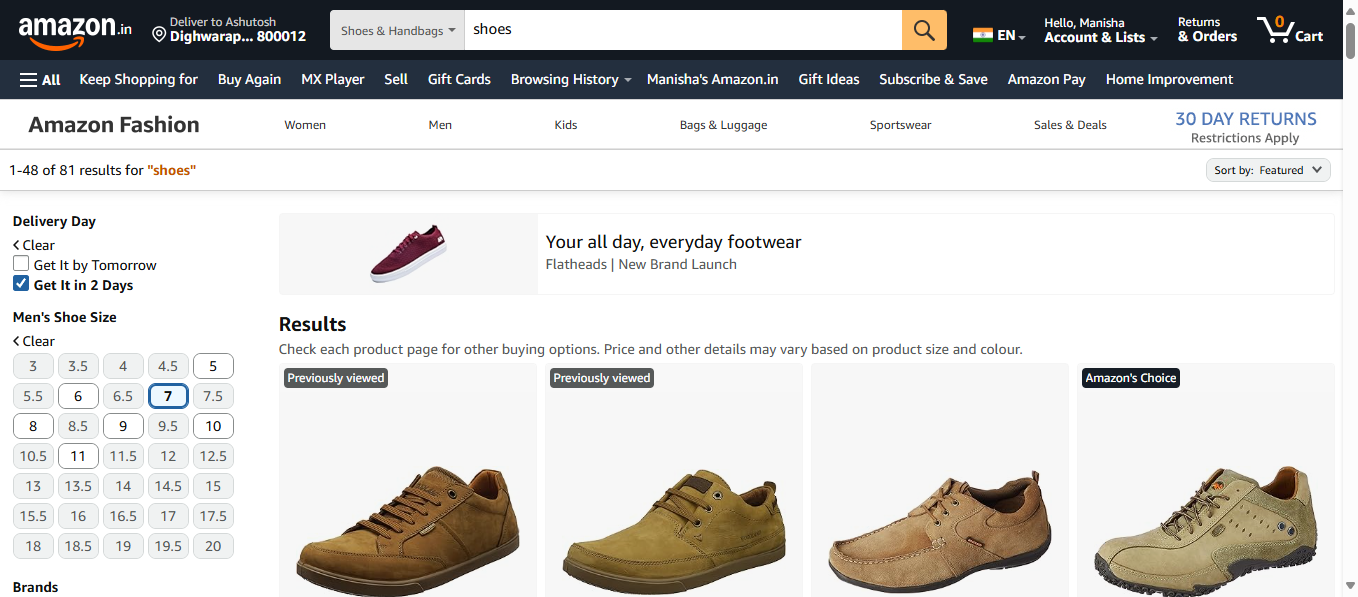 amazon.in
Deliver to Ashutosh
Dighwarap... 800012
Shoes & Handbags
shoes
EN
Hello, Manisha
Account & Lists
Returns
& Orders
0
Cart
All
Keep Shopping for
Buy Again
MX Player
Sell
Gift Cards
Browsing History
Manisha's Amazon.in
Gift Ideas
Subscribe & Save
Amazon Pay
Home Improvement
Amazon Fashion
Women
Men
Kids
Bags & Luggage
Sportswear
Sales & Deals
30 DAY RETURNS
Restrictions Apply
1-48 of 81 results for "shoes"
Sort by: Featured
Delivery Day
Clear
Get It by Tomorrow
Get It in 2 Days
Men's Shoe Size
Clear
3 3.5 4 4.5 5
5.5 6 6.5 7 7.5
8 8.5 9 9.5 10
10.5 11 11.5 12 12.5
13 13.5 14 14.5 15
15.5 16 16.5 17 17.5
18 18.5 19 19.5 20
Brands
Your all day, everyday footwear
Flatheads | New Brand Launch
Results
Check each product page for other buying options. Price and other details may vary based on product size and colour.
Previously viewed
Previously viewed
Amazon's Choice